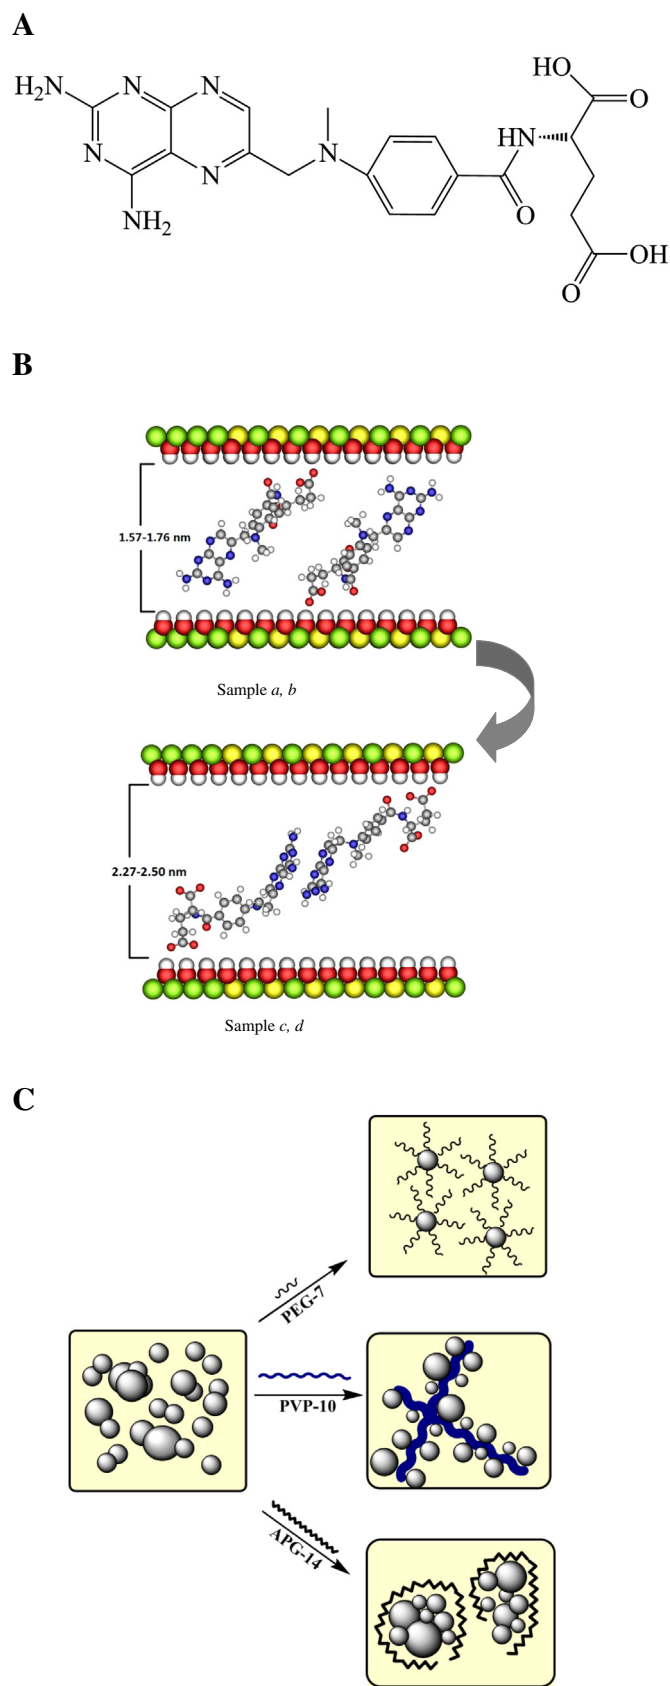 A
H₂N
N
N
N
N
NH₂
N
HN
O
HO
O
OH
O
B
1.57-1.76 nm
Sample a, b
2.27-2.50 nm
Sample c, d
C
PEG-7
PVP-10
APG-14